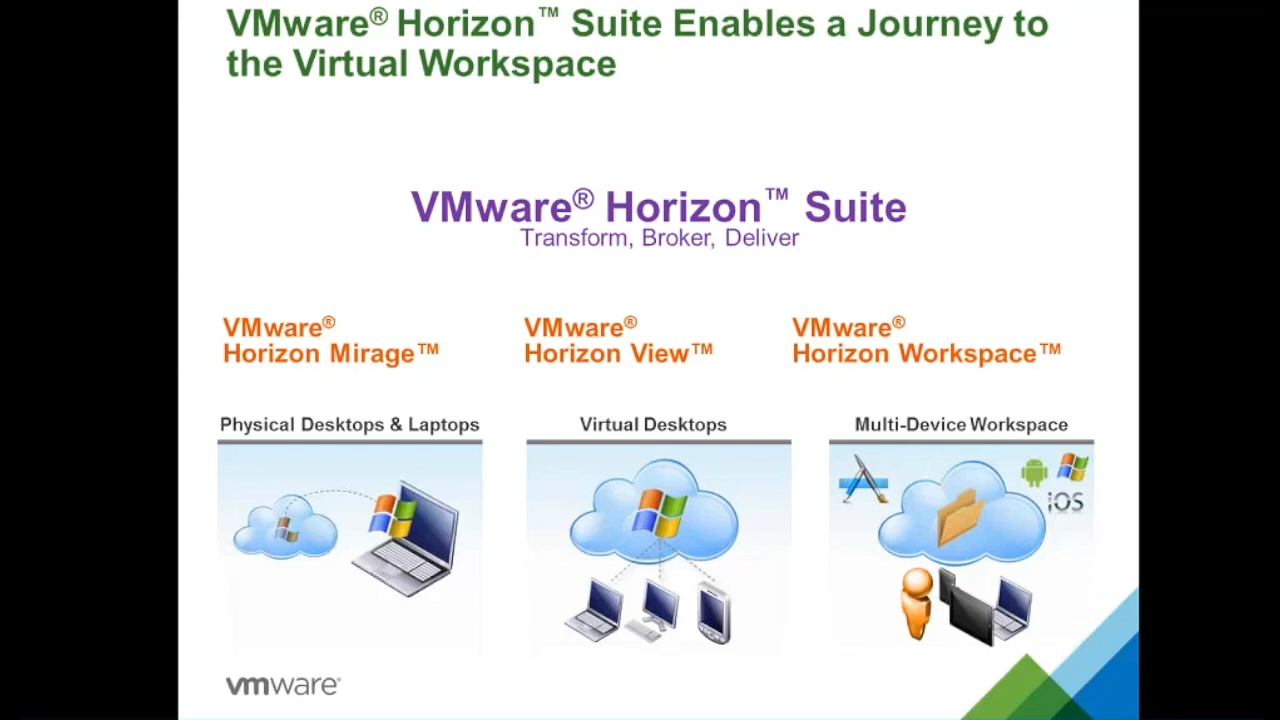 VMware® Horizon™ Suite Enables a Journey to
the Virtual Workspace
VMware® Horizon™ Suite
Transform, Broker, Deliver
VMware®
Horizon Mirage™
VMware®
Horizon View™
VMware®
Horizon Workspace™
Physical Desktops & Laptops
Virtual Desktops
Multi-Device Workspace
iOS
vmware®